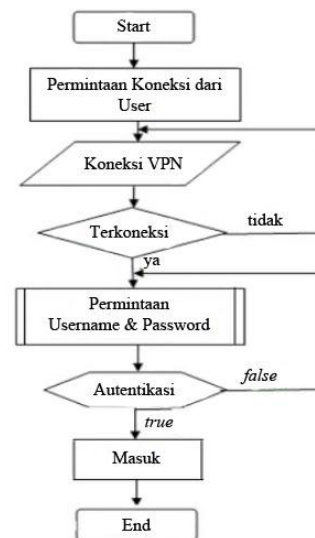 Start
Permintaan Koneksi dari
User
Koneksi VPN
Terkoneksi
tidak
ya
Permintaan
Username & Password
Autentikasi
false
true
Masuk
End